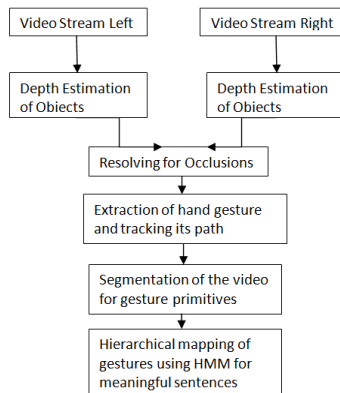 Video Stream Left
Video Stream Right
Depth Estimation
of Objects
Depth Estimation
of Objects
Resolving for Occlusions
Extraction of hand gesture
and tracking its path
Segmentation of the video
for gesture primitives
Hierarchical mapping of
gestures using HMM for
meaningful sentences